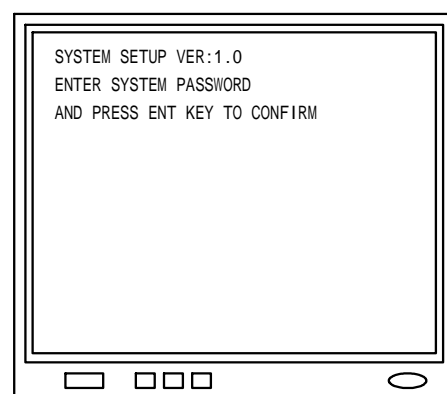 SYSTEM SETUP VER:1.0
ENTER SYSTEM PASSWORD
AND PRESS ENT KEY TO CONFIRM